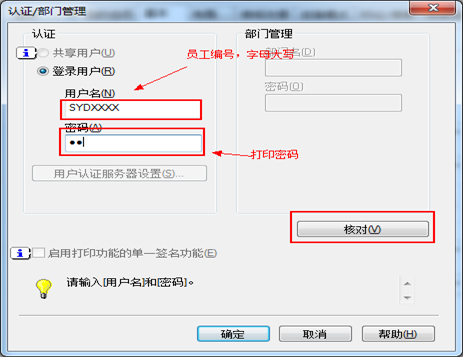 认证/部门管理
认证
共享用户(U)
登录用户(R)
员工编号，字母大写
用户名(N)
SYDXXXX
密码(A)
打印密码
用户认证服务器设置(S)...
部门管理
部门名(D)
密码(O)
核对(V)
启用打印功能的单一签名功能(E)
请输入[用户名]和[密码]。
确定
取消
帮助(H)